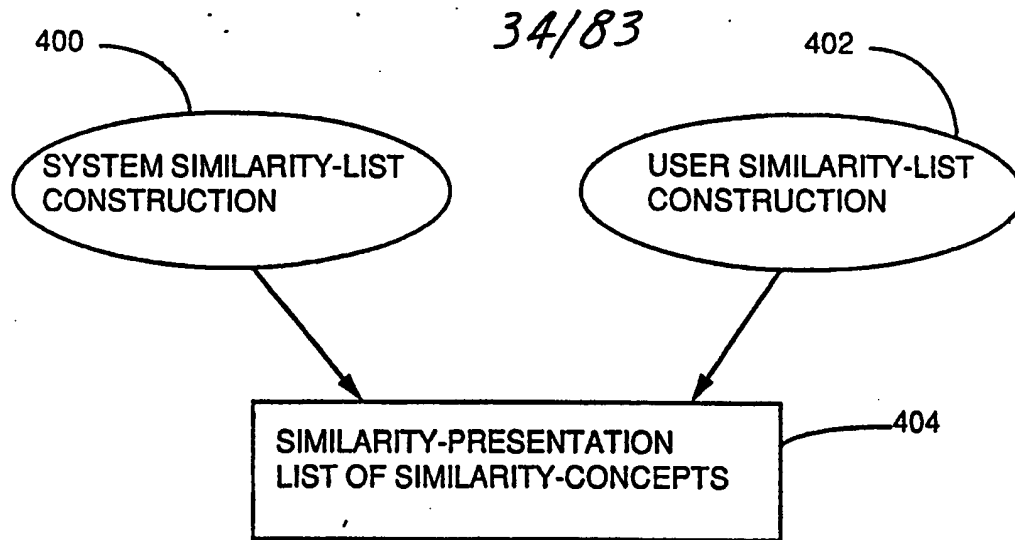 34/83
400
402
SYSTEM SIMILARITY-LIST
CONSTRUCTION
USER SIMILARITY-LIST
CONSTRUCTION
SIMILARITY-PRESENTATION
LIST OF SIMILARITY-CONCEPTS
404